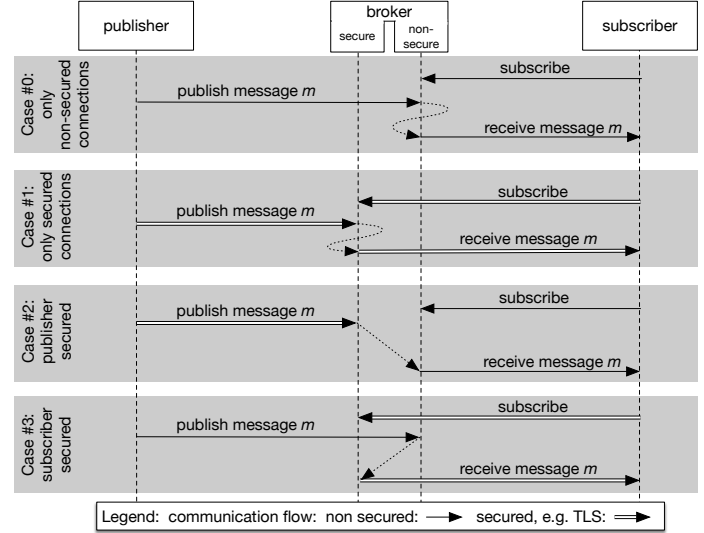 publisher
broker
secure
non-
secure
subscriber
Case #0:
only
non-secured
connections
subscribe
publish message m
receive message m
Case #1:
only secured
connections
subscribe
publish message m
receive message m
Case #2:
publisher
secured
subscribe
publish message m
receive message m
Case #3:
subscriber
secured
subscribe
publish message m
receive message m
Legend: communication flow: non secured: secured, e.g. TLS: